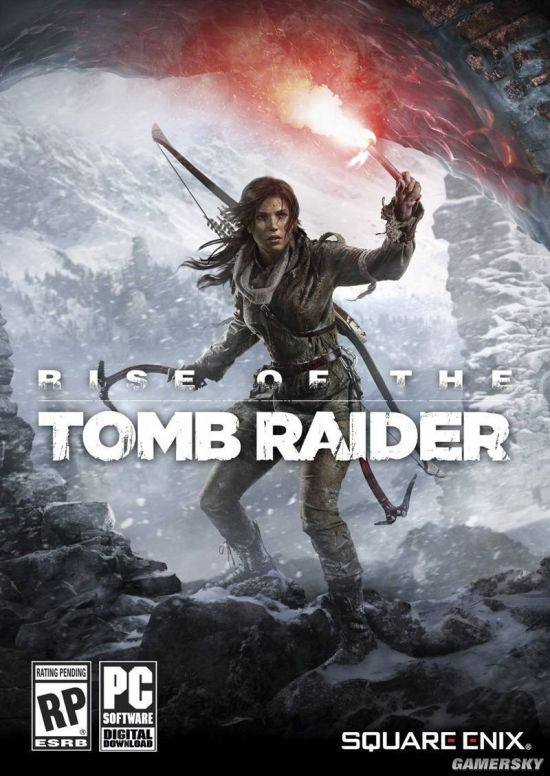 RISE OF THE
TOMB RAIDER
RATING PENDING
RP
ESRB
PC
SOFTWARE
DIGITAL
DOWNLOAD
SQUARE ENIX®
GAMERSKY